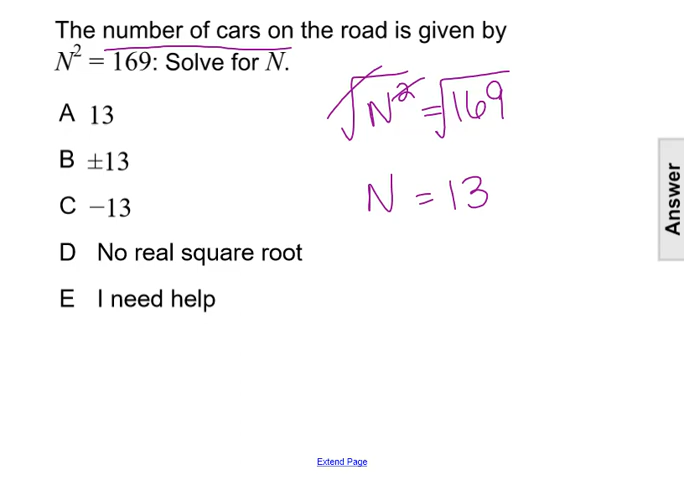 The number of cars on the road is given by
N² = 169: Solve for N.
√N² = √169
A 13
B ±13
N = 13
C −13
D No real square root
E I need help
Answer
Extend Page